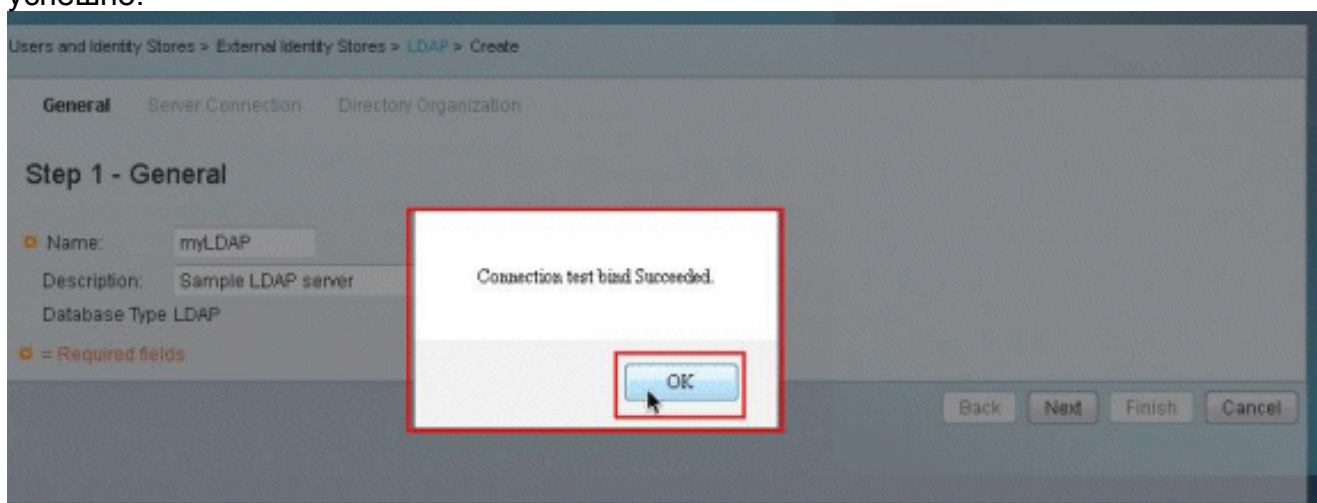 успешно.
Users and Identity Stores > External Identity Stores > LDAP > Create
General Server Connection Directory Organization
Step 1 - General
Name: myLDAP
Description: Sample LDAP server
Database Type LDAP
= Required fields
Connection test bind Succeeded.
OK
Back Next Finish Cancel